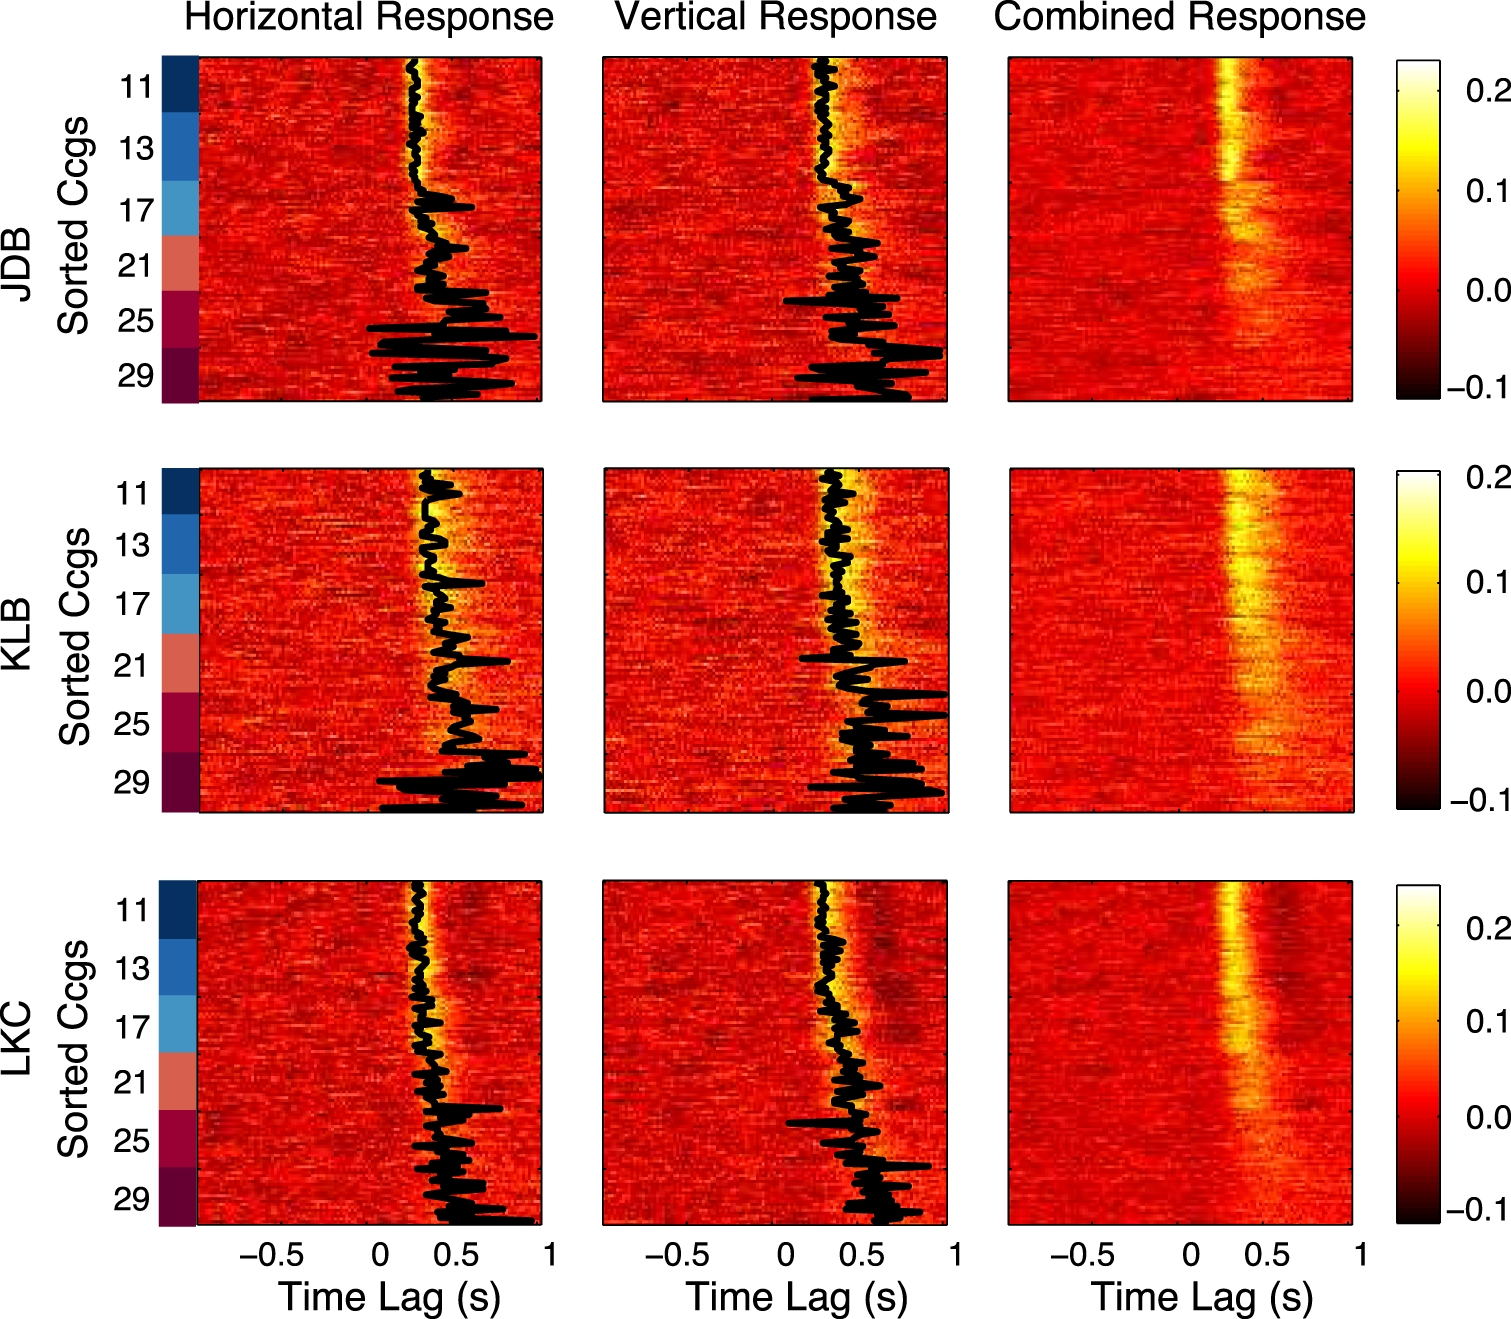 Horizontal Response
Vertical Response
Combined Response
JDB
Sorted Ccgs
11
13
17
21
25
29
0.2
0.1
0.0
−0.1
KLB
Sorted Ccgs
11
13
17
21
25
29
0.2
0.1
0.0
−0.1
LKC
Sorted Ccgs
11
13
17
21
25
29
0.2
0.1
0.0
−0.1
−0.5 0 0.5 1
−0.5 0 0.5 1
−0.5 0 0.5 1
Time Lag (s)
Time Lag (s)
Time Lag (s)